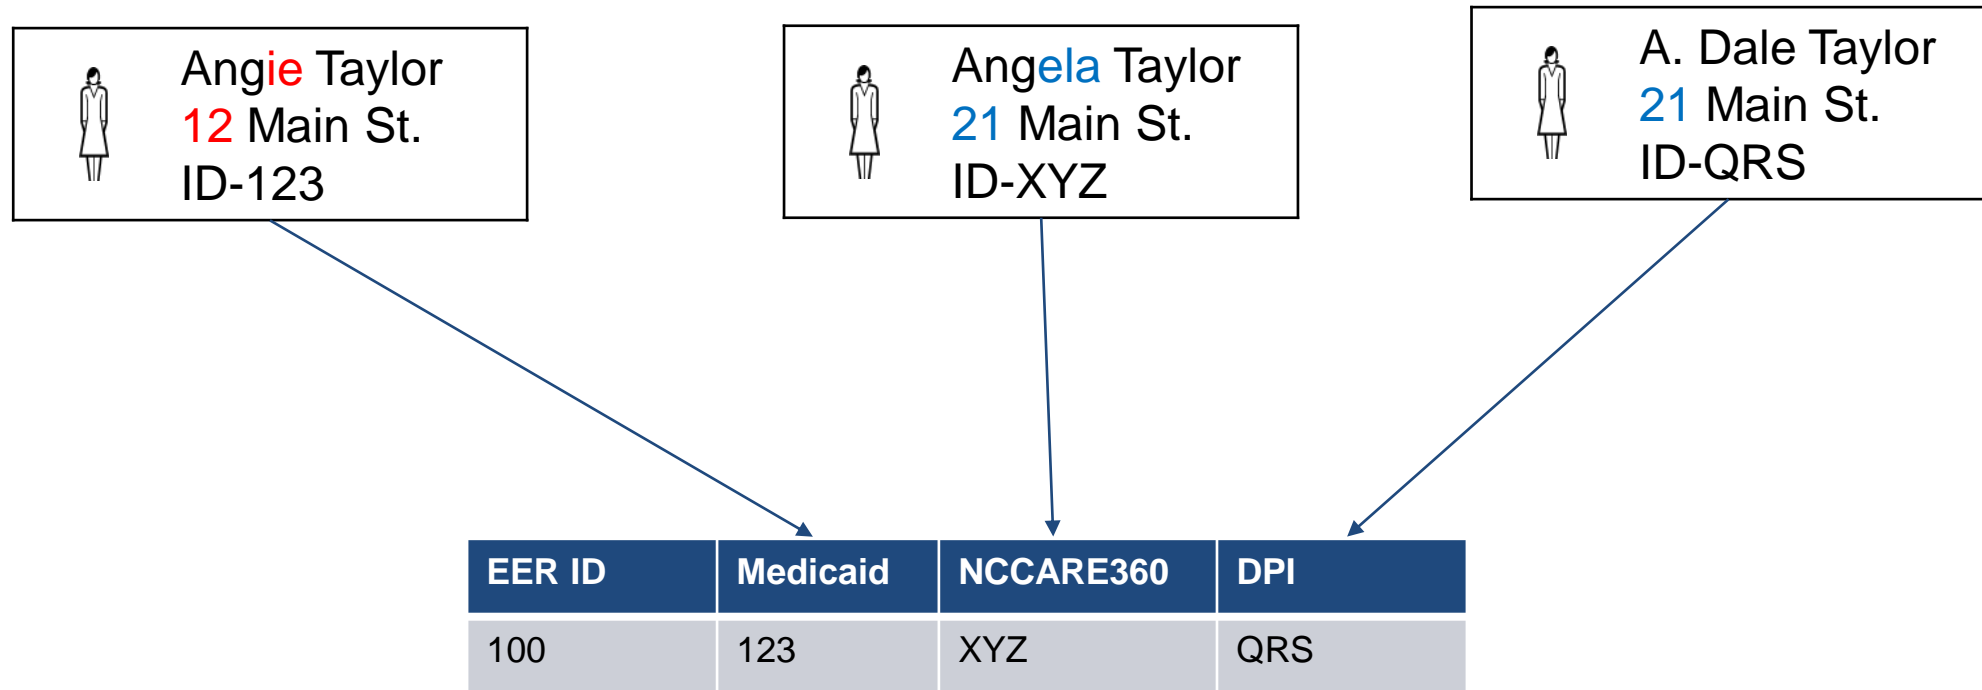 Angie Taylor
12 Main St.
ID-123
Angela Taylor
21 Main St.
ID-XYZ
A. Dale Taylor
21 Main St.
ID-QRS
EER ID Medicaid NCCARE360 DPI
100 123 XYZ QRS